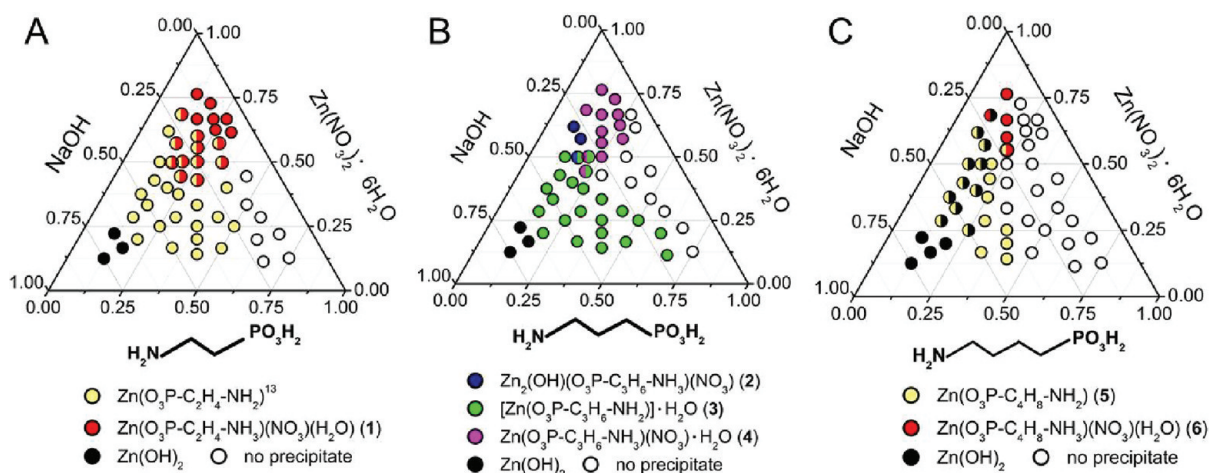 A
0.00
1.00
0.25
0.75
NaOH
Zn(NO₃)₂ · 6H₂O
0.50
0.50
0.75
0.25
1.00
0.00
0.00 0.25 0.50 0.75 1.00
H₂N PO₃H₂
Zn(O₃P-C₂H₄-NH₂)¹³
Zn(O₃P-C₂H₄-NH₃)(NO₃)(H₂O) (1)
Zn(OH)₂ no precipitate
B
0.00
1.00
0.25
0.75
NaOH
Zn(NO₃)₂ · 6H₂O
0.50
0.50
0.75
0.25
1.00
0.00
0.00 0.25 0.50 0.75 1.00
H₂N PO₃H₂
Zn₂(OH)(O₃P-C₃H₆-NH₃)(NO₃) (2)
[Zn(O₃P-C₃H₆-NH₂)] · H₂O (3)
Zn(O₃P-C₃H₆-NH₃)(NO₃) · H₂O (4)
Zn(OH)₂ no precipitate
C
0.00
1.00
0.25
0.75
NaOH
Zn(NO₃)₂ · 6H₂O
0.50
0.50
0.75
0.25
1.00
0.00
0.00 0.25 0.50 0.75 1.00
H₂N PO₃H₂
Zn(O₃P-C₄H₈-NH₂) (5)
Zn(O₃P-C₄H₈-NH₃)(NO₃)(H₂O) (6)
Zn(OH)₂ no precipitate